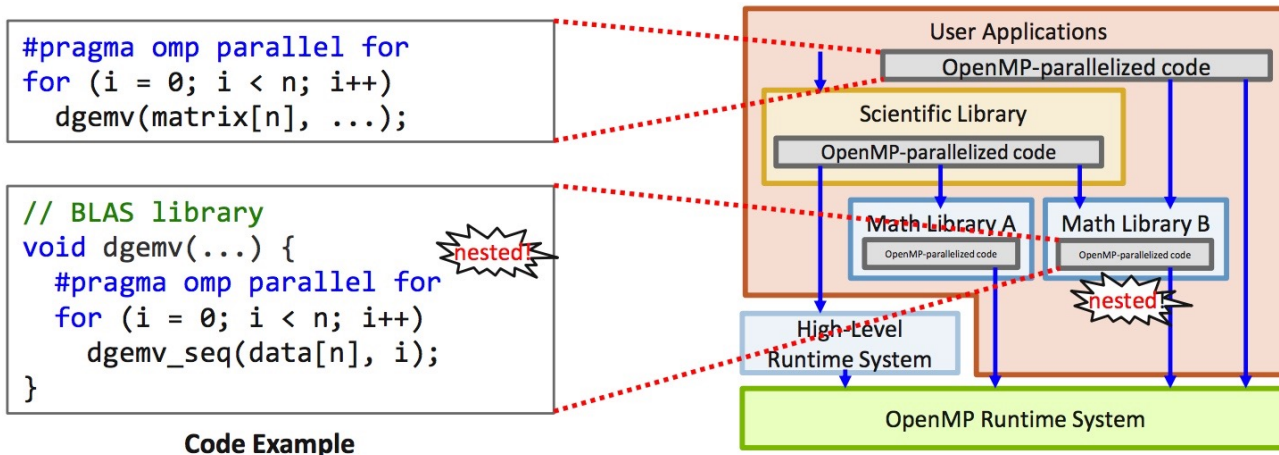 #pragma omp parallel for
for (i = 0; i < n; i++)
  dgemv(matrix[n], ...);
// BLAS library
void dgemv(...) {
  #pragma omp parallel for
  for (i = 0; i < n; i++)
    dgemv_seq(data[n], i);
}
nested!
Code Example
User Applications
OpenMP-parallelized code
Scientific Library
OpenMP-parallelized code
Math Library A
OpenMP-parallelized code
Math Library B
OpenMP-parallelized code
nested!
High-Level
Runtime System
OpenMP Runtime System